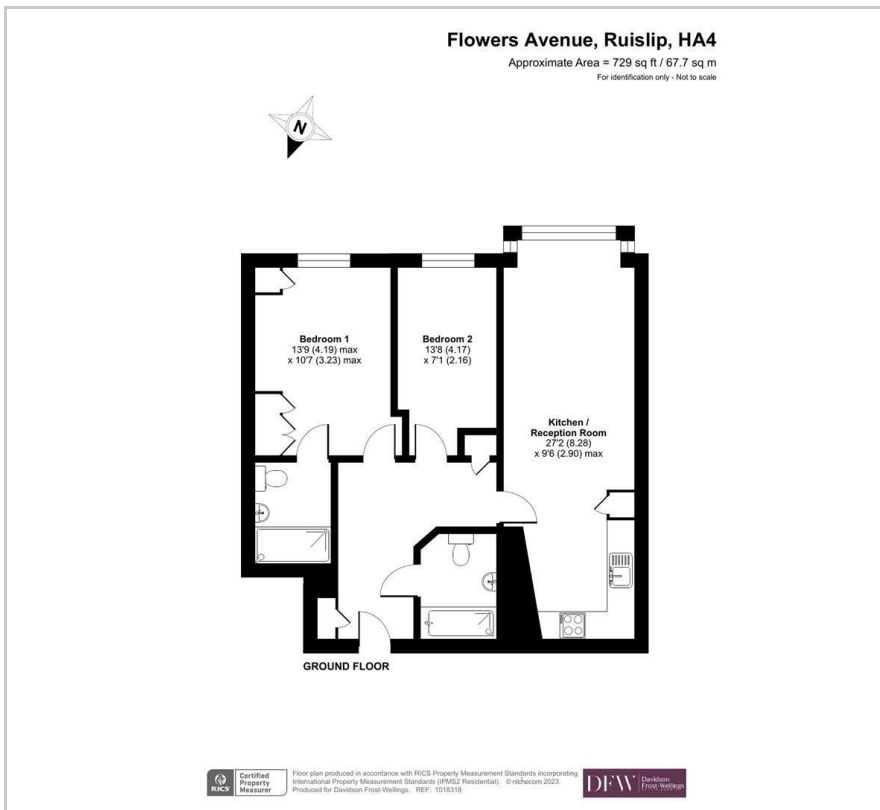 Flowers Avenue, Ruislip, HA4
Approximate Area = 729 sq ft / 67.7 sq m
For identification only - Not to scale
N
Bedroom 1
13'9 (4.19) max
x 10'7 (3.23) max
Bedroom 2
13'8 (4.17)
x 7'1 (2.16)
Kitchen /
Reception Room
27'2 (8.28)
x 9'6 (2.90) max
GROUND FLOOR
RICS
Certified
Property
Measurer
Floor plan produced in accordance with RICS Property Measurement Standards incorporating
International Property Measurement Standards (IPMS2 Residential). © nichecom 2023.
Produced for Davidson Frost-Wellings. REF: 1018318
DFW
Davidson
Frost-Wellings